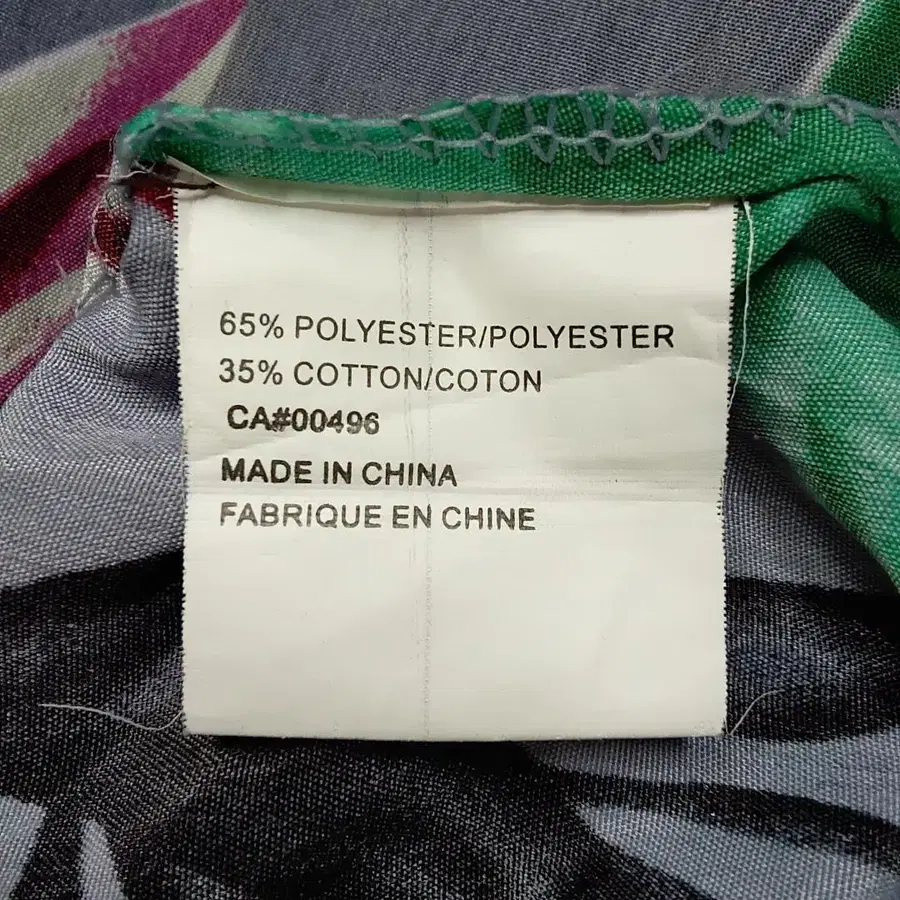 65% POLYESTER/POLYESTER
35% COTTON/COTON
CA#00496
MADE IN CHINA
FABRIQUE EN CHINE